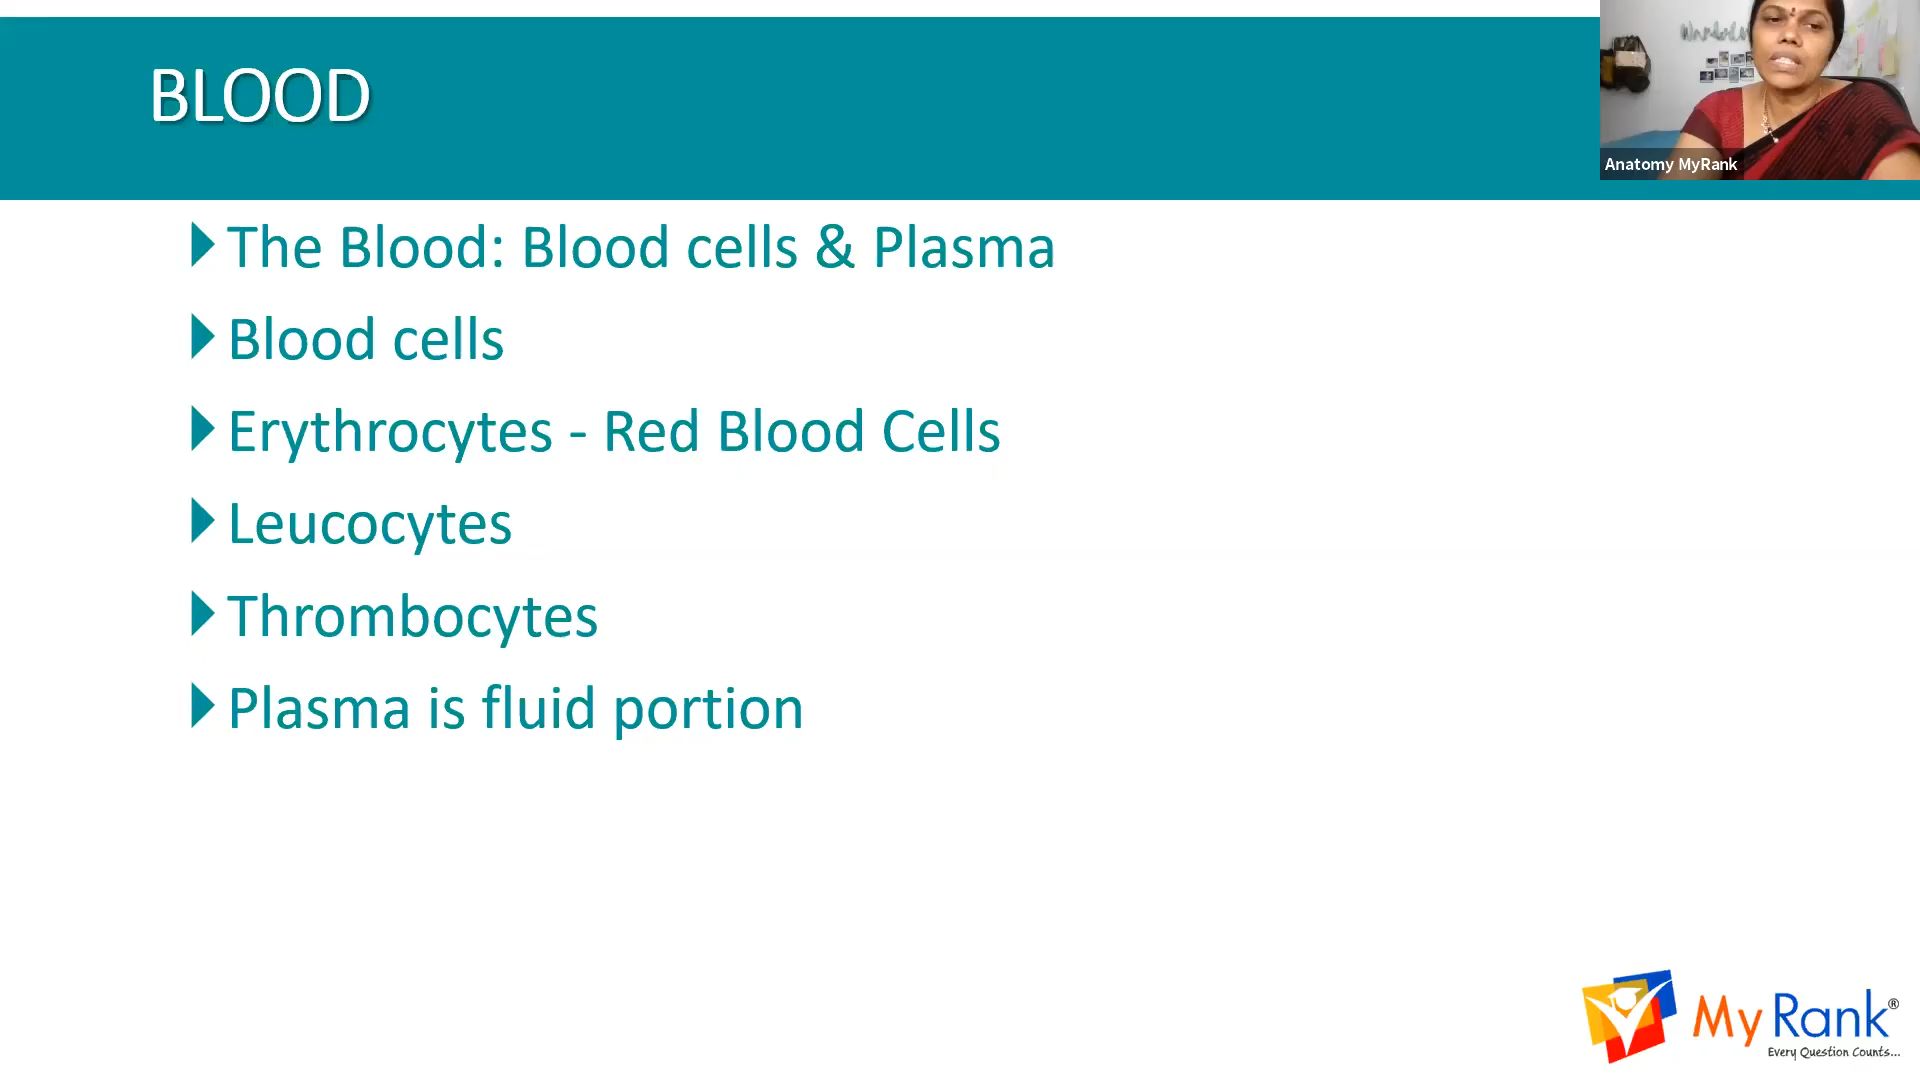 BLOOD
Anatomy MyRank
The Blood: Blood cells & Plasma
Blood cells
Erythrocytes - Red Blood Cells
Leucocytes
Thrombocytes
Plasma is fluid portion
My Rank®
Every Question Counts...